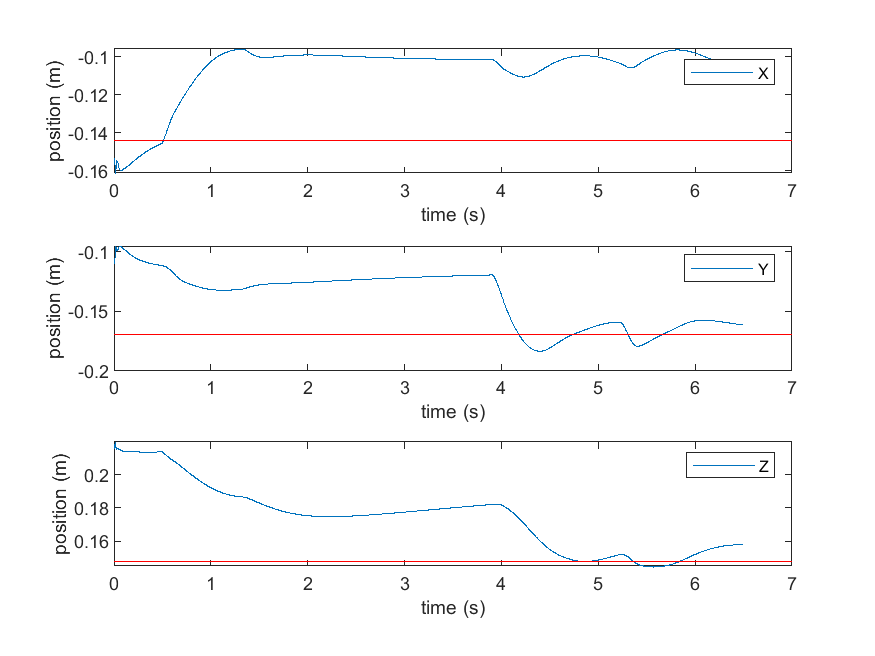 position (m)
-0.1
-0.12
-0.14
-0.16
X
0 1 2 3 4 5 6 7
time (s)
position (m)
-0.1
-0.15
-0.2
Y
0 1 2 3 4 5 6 7
time (s)
position (m)
0.2
0.18
0.16
Z
0 1 2 3 4 5 6 7
time (s)